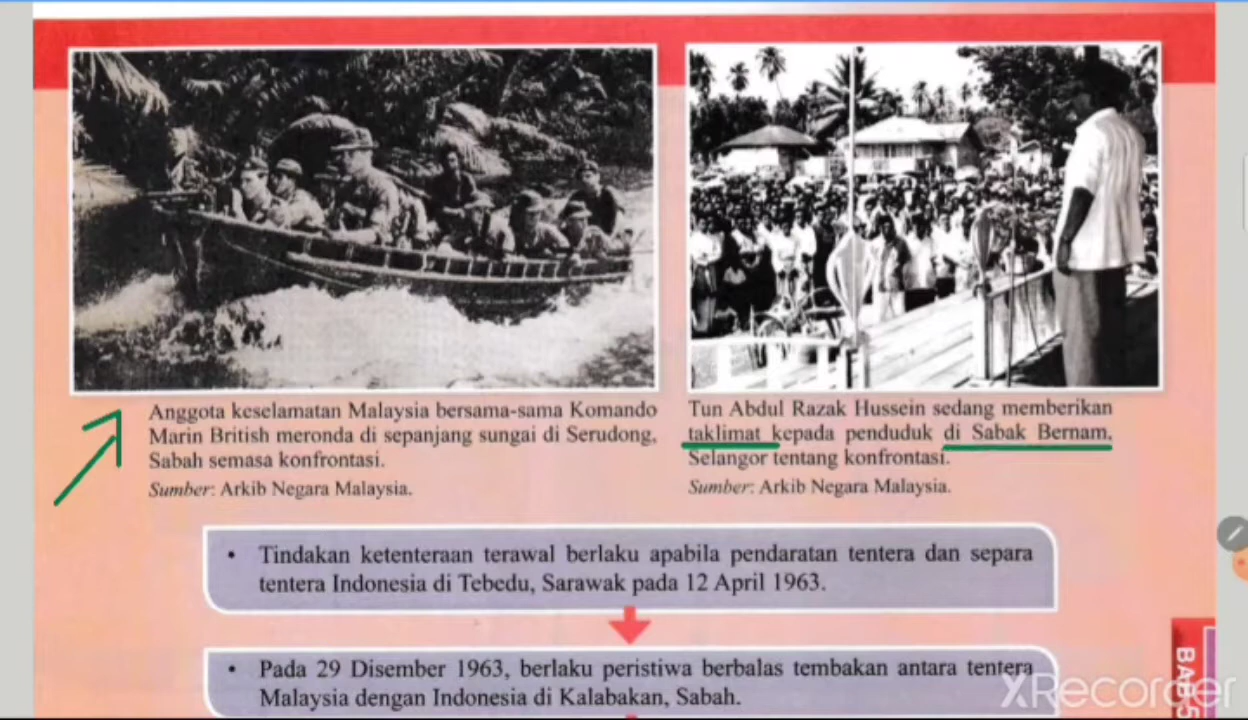 Anggota keselamatan Malaysia bersama-sama Komando
Marin British meronda di sepanjang sungai di Serudong,
Sabah semasa konfrontasi.
Sumber: Arkib Negara Malaysia.
Tun Abdul Razak Hussein sedang memberikan
taklimat kepada penduduk di Sabak Bernam,
Selangor tentang konfrontasi.
Sumber: Arkib Negara Malaysia.
• Tindakan ketenteraan terawal berlaku apabila pendaratan tentera dan separa
tentera Indonesia di Tebedu, Sarawak pada 12 April 1963.
• Pada 29 Disember 1963, berlaku peristiwa berbalas tembakan antara tentera
Malaysia dengan Indonesia di Kalabakan, Sabah.
BAB 5
XRecorder